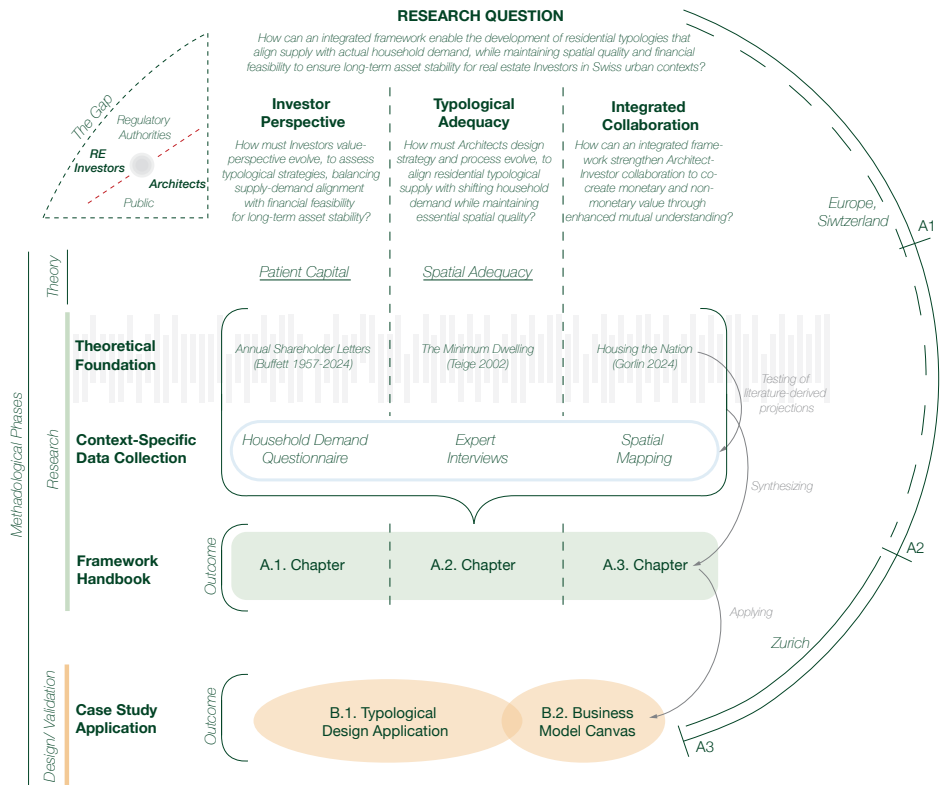 RESEARCH QUESTION
How can an integrated framework enable the development of residential typologies that
align supply with actual household demand, while maintaining spatial quality and financial
feasibility to ensure long-term asset stability for real estate Investors in Swiss urban contexts?
The Gap
Regulatory
Authorities
RE
Investors
Architects
Public
Investor
Perspective
How must Investors value-
perspective evolve, to assess
typological strategies, balancing
supply-demand alignment
with financial feasibility
for long-term asset stability?
Typological
Adequacy
How must Architects design
strategy and process evolve, to
align residential typological
supply with shifting household
demand while maintaining
essential spatial quality?
Integrated
Collaboration
How can an integrated frame-
work strengthen Architect-
Investor collaboration to co-
create monetary and non-
monetary value through
enhanced mutual understanding?
Europe,
Siwtzerland
A1
Methadological Phases
Theory
Patient Capital
Spatial Adequacy
Research
Theoretical
Foundation
Annual Shareholder Letters
(Buffett 1957-2024)
The Minimum Dwelling
(Teige 2002)
Housing the Nation
(Gorlin 2024)
Testing of
literature-derived
projections
Context-Specific
Data Collection
Household Demand
Questionnaire
Expert
Interviews
Spatial
Mapping
Synthesizing
A2
Framework
Handbook
Outcome
A.1. Chapter
A.2. Chapter
A.3. Chapter
Applying
Zurich
Design/ Validation
Case Study
Application
Outcome
B.1. Typological
Design Application
B.2. Business
Model Canvas
A3